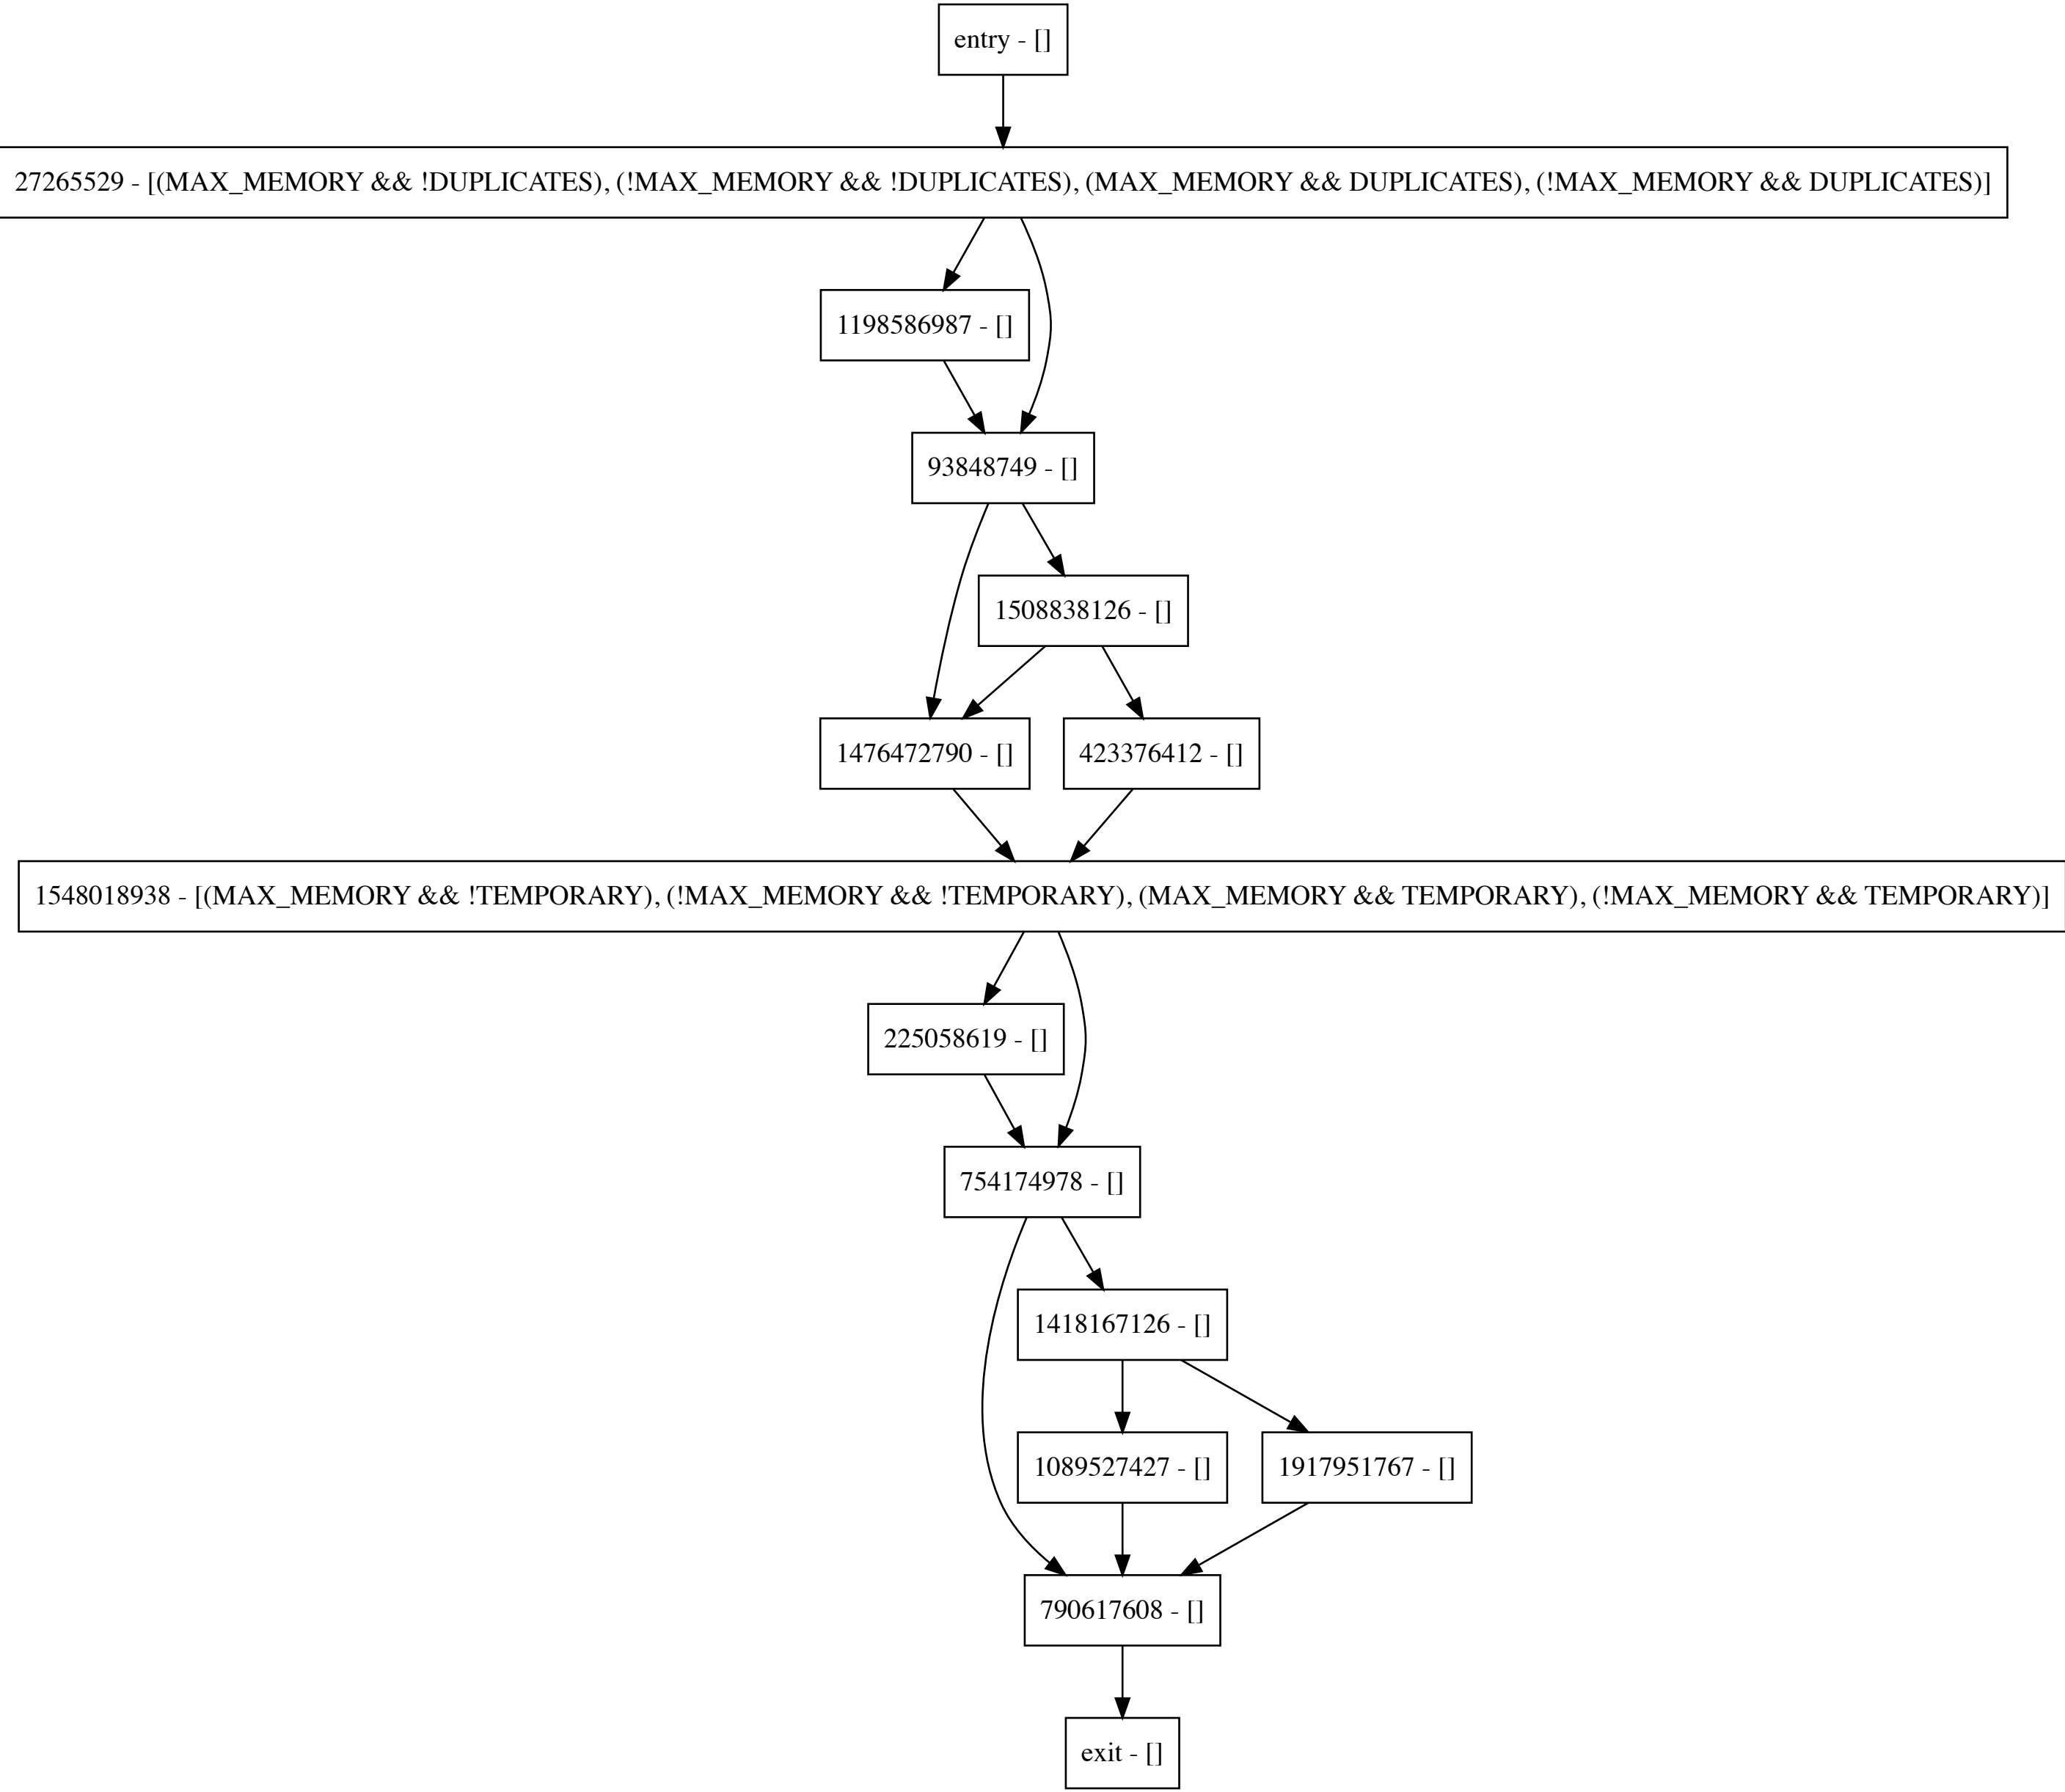 entry - []
27265529 - [(MAX_MEMORY && !DUPLICATES), (!MAX_MEMORY && !DUPLICATES), (MAX_MEMORY && DUPLICATES), (!MAX_MEMORY && DUPLICATES)]
1198586987 - []
93848749 - []
1508838126 - []
1476472790 - []
423376412 - []
1548018938 - [(MAX_MEMORY && !TEMPORARY), (!MAX_MEMORY && !TEMPORARY), (MAX_MEMORY && TEMPORARY), (!MAX_MEMORY && TEMPORARY)]
225058619 - []
754174978 - []
1418167126 - []
1089527427 - []
1917951767 - []
790617608 - []
exit - []